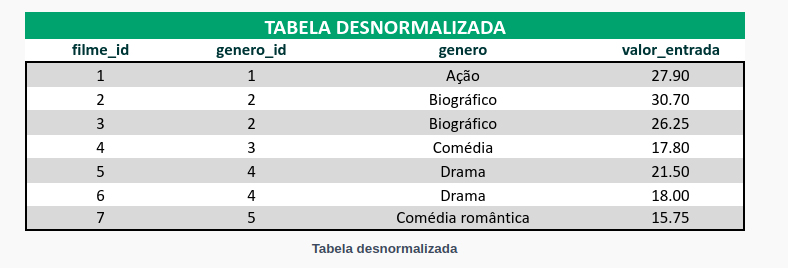 TABELA DESNORMALIZADA
filme_id genero_id genero valor_entrada
1 1 Ação 27.90
2 2 Biográfico 30.70
3 2 Biográfico 26.25
4 3 Comédia 17.80
5 4 Drama 21.50
6 4 Drama 18.00
7 5 Comédia romântica 15.75
Tabela desnormalizada